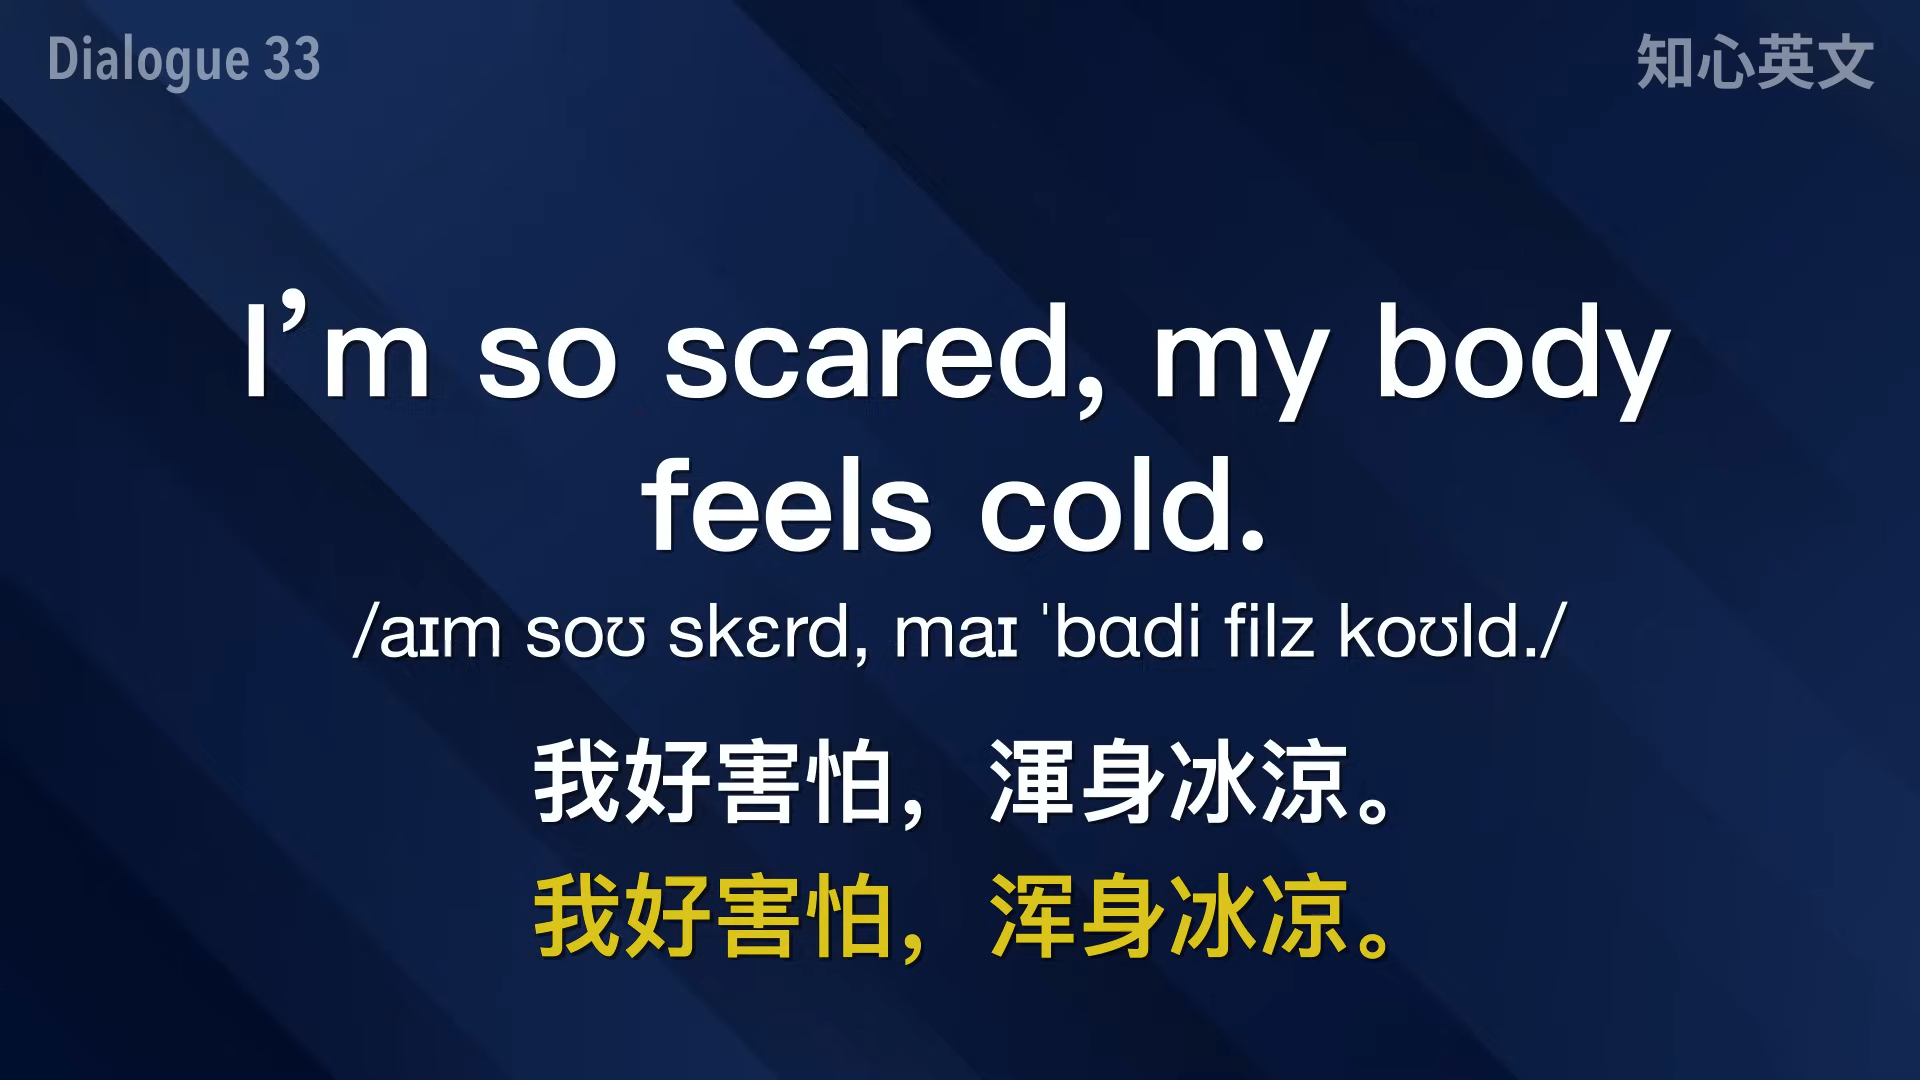 Dialogue 33
知心英文
I’m so scared, my body
feels cold.
/aɪm soʊ skɛrd, maɪ ˈbɑdi filz koʊld./
我好害怕，渾身冰涼。
我好害怕，浑身冰凉。